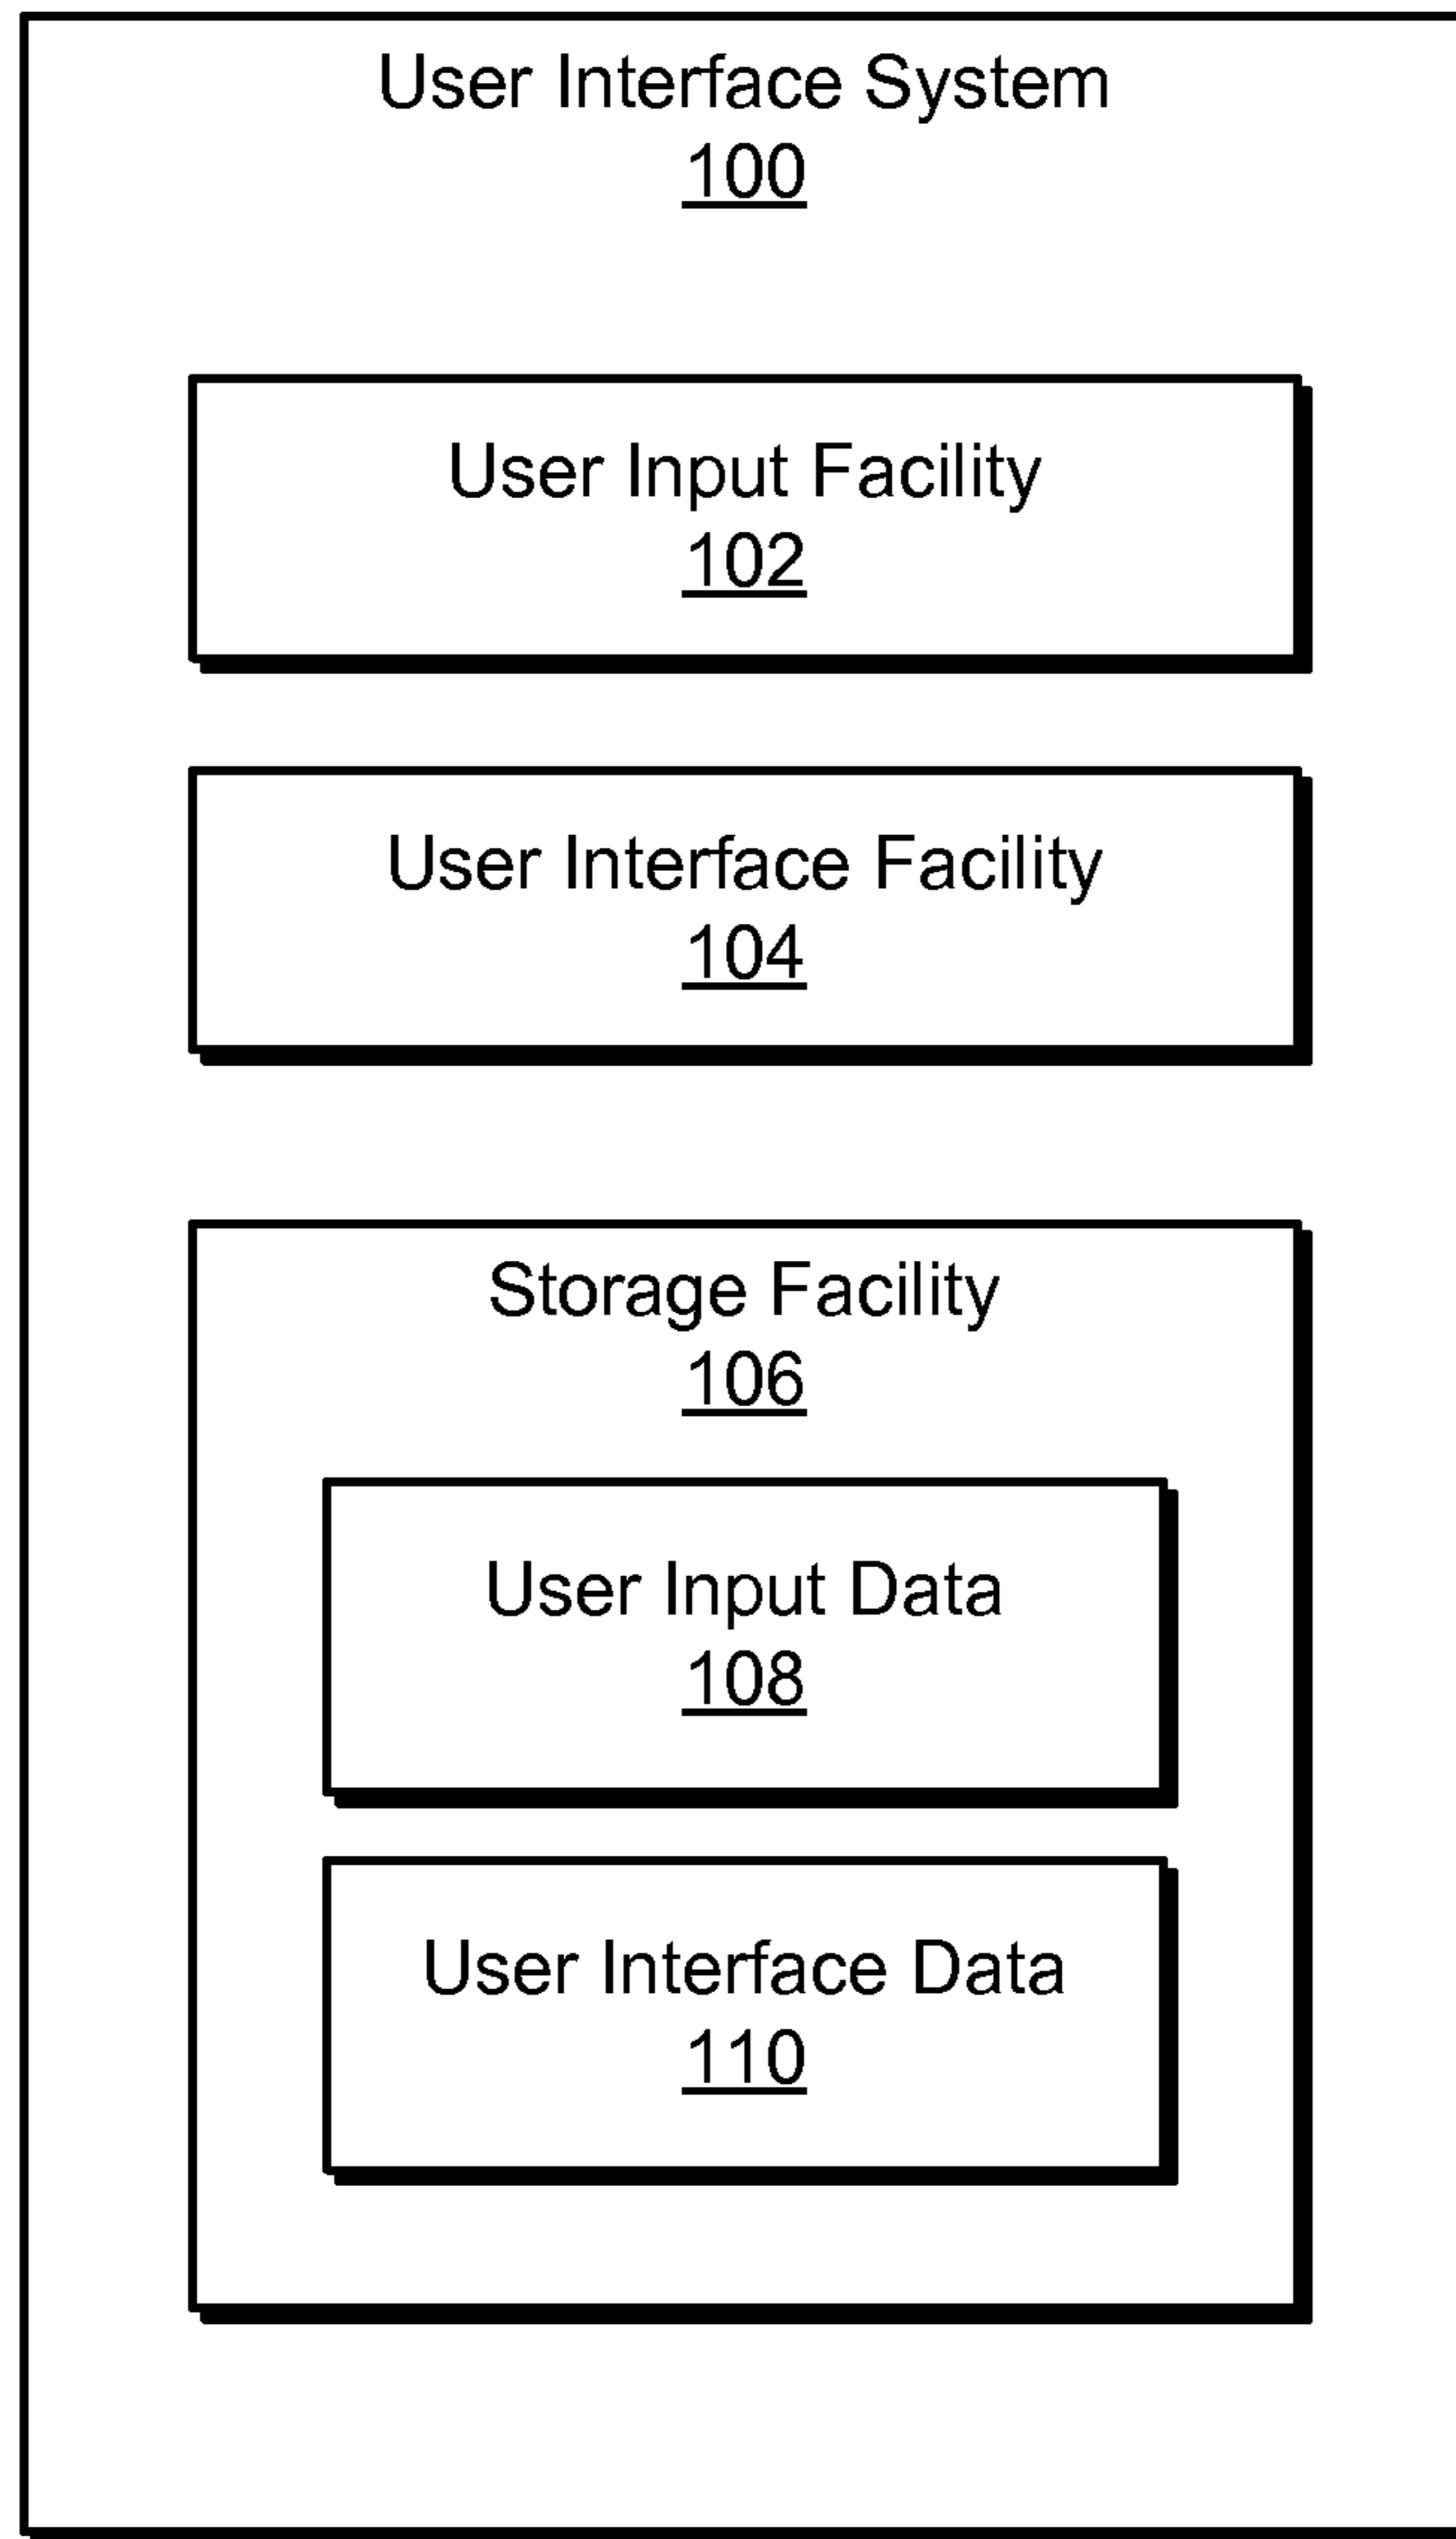 User Interface System
100
User Input Facility
102
User Interface Facility
104
Storage Facility
106
User Input Data
108
User Interface Data
110